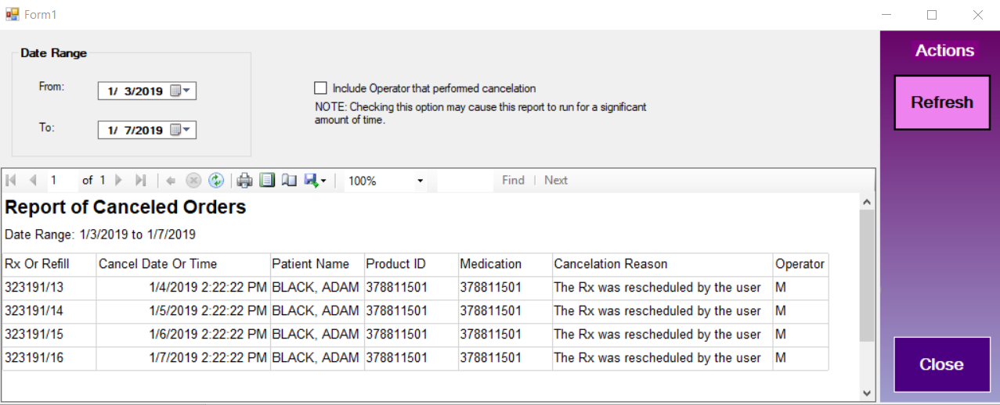 Form1
Date Range
From:
1/ 3/2019
To:
1/ 7/2019
Include Operator that performed cancelation
NOTE: Checking this option may cause this report to run for a significant
amount of time.
Actions
Refresh
1 of 1
100%
Find | Next
Report of Canceled Orders
Date Range: 1/3/2019 to 1/7/2019
Rx Or Refill Cancel Date Or Time Patient Name Product ID Medication Cancelation Reason Operator
323191/13 1/4/2019 2:22:22 PM BLACK, ADAM 378811501 378811501 The Rx was rescheduled by the user M
323191/14 1/5/2019 2:22:22 PM BLACK, ADAM 378811501 378811501 The Rx was rescheduled by the user M
323191/15 1/6/2019 2:22:22 PM BLACK, ADAM 378811501 378811501 The Rx was rescheduled by the user M
323191/16 1/7/2019 2:22:22 PM BLACK, ADAM 378811501 378811501 The Rx was rescheduled by the user M
Close